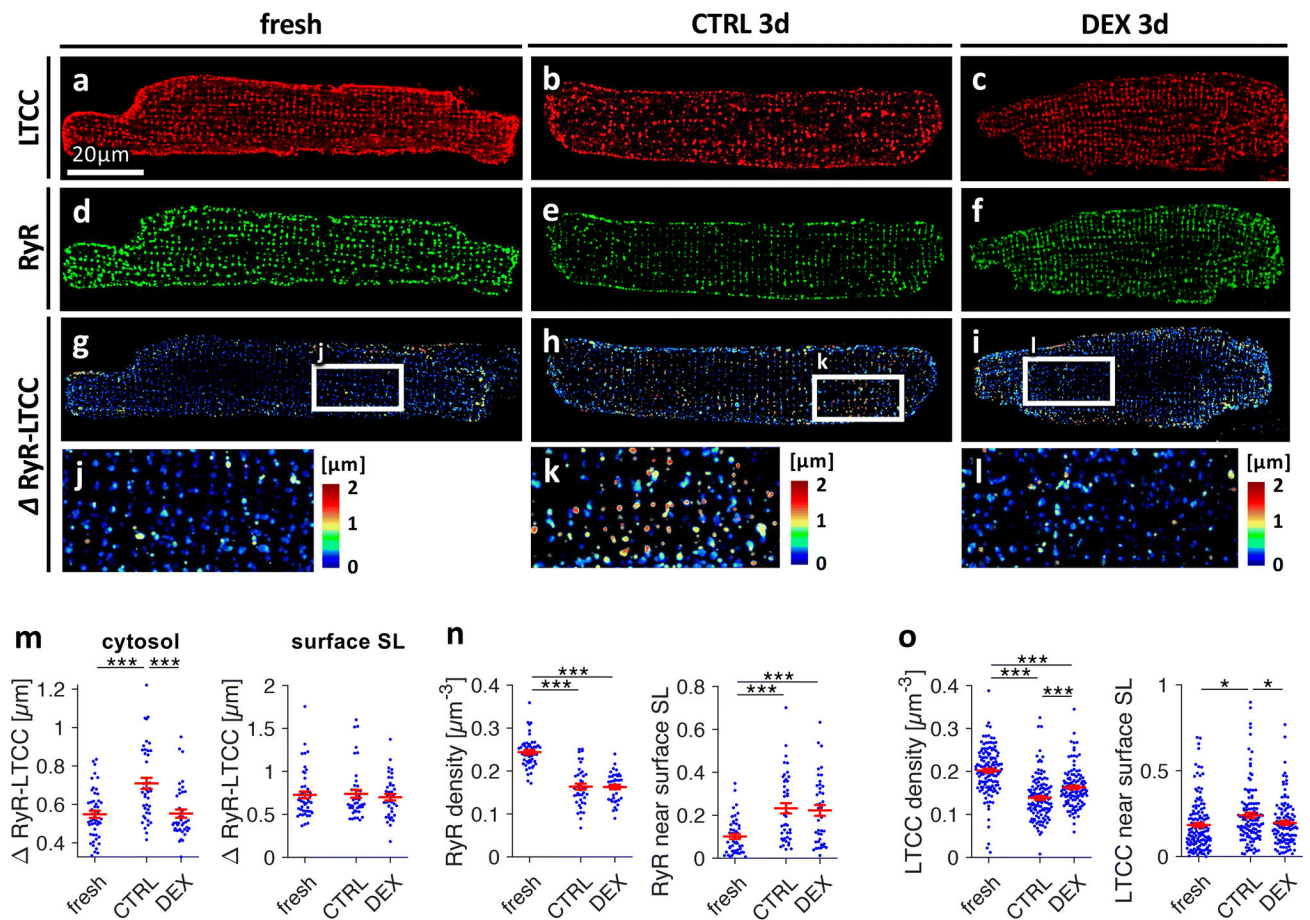 fresh CTRL 3d DEX 3d
LTCC a b c
20μm
RyR d e f
Δ RyR-LTCC g j h k i l
j [μm] 2 1 0 k [μm] 2 1 0 l [μm] 2 1 0
m n o
cytosol surface SL
*** ***
Δ RyR-LTCC [μm]
1.2
1
0.8
0.6
0.4
fresh CTRL DEX
Δ RyR-LTCC [μm]
2
1.5
1
0.5
0
fresh CTRL DEX
***
***
RyR density [μm-3]
0.4
0.3
0.2
0.1
0
fresh CTRL DEX
***
***
RyR near surface SL
0.8
0.6
0.4
0.2
0
fresh CTRL DEX
***
***
***
LTCC density [μm-3]
0.4
0.3
0.2
0.1
0
fresh CTRL DEX
* *
LTCC near surface SL
1
0.5
0
fresh CTRL DEX